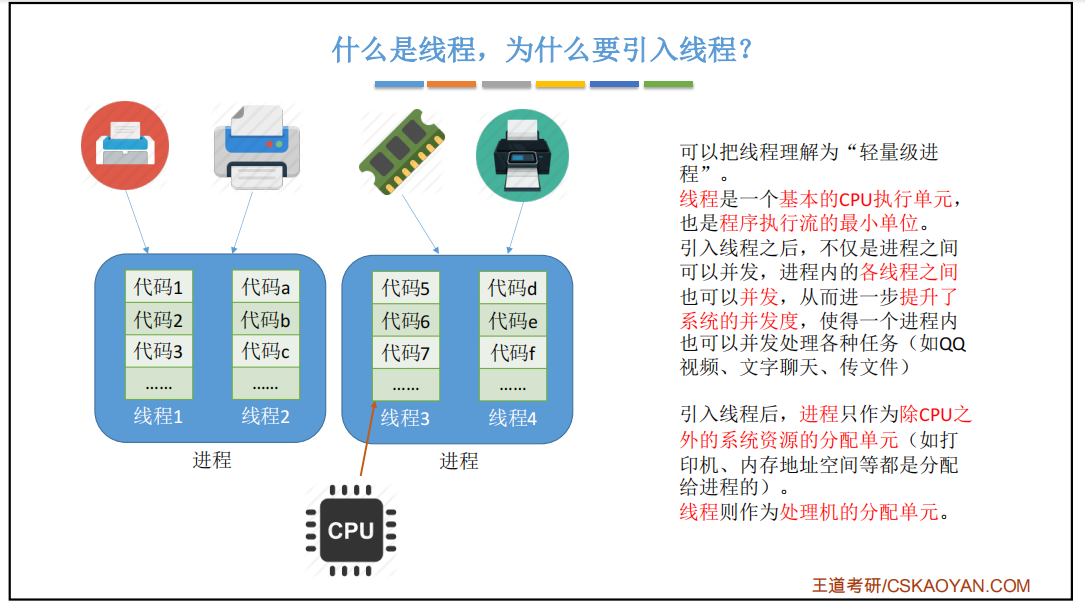 什么是线程，为什么要引入线程？
代码1
代码2
代码3
……
线程1
代码a
代码b
代码c
……
线程2
进程
代码5
代码6
代码7
……
线程3
代码d
代码e
代码f
……
线程4
进程
CPU
可以把线程理解为“轻量级进
程”。
线程是一个基本的CPU执行单元，
也是程序执行流的最小单位。
引入线程之后，不仅是进程之间
可以并发，进程内的各线程之间
也可以并发，从而进一步提升了
系统的并发度，使得一个进程内
也可以并发处理各种任务（如QQ
视频、文字聊天、传文件）
引入线程后，进程只作为除CPU之
外的系统资源的分配单元（如打
印机、内存地址空间等都是分配
给进程的）。
线程则作为处理机的分配单元。
王道考研/CSKAOYAN.COM